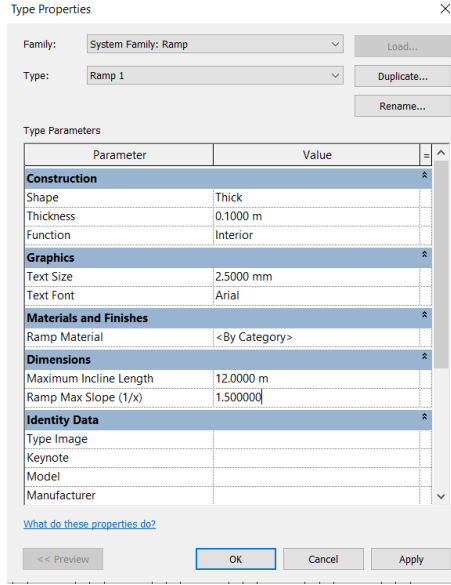 Type Properties
Family: System Family: Ramp Load...
Type: Ramp 1 Duplicate...
Rename...
Type Parameters
Parameter Value =
Construction
Shape Thick
Thickness 0.1000 m
Function Interior
Graphics
Text Size 2.5000 mm
Text Font Arial
Materials and Finishes
Ramp Material <By Category>
Dimensions
Maximum Incline Length 12.0000 m
Ramp Max Slope (1/x) 1.500000
Identity Data
Type Image
Keynote
Model
Manufacturer
What do these properties do?
<< Preview OK Cancel Apply